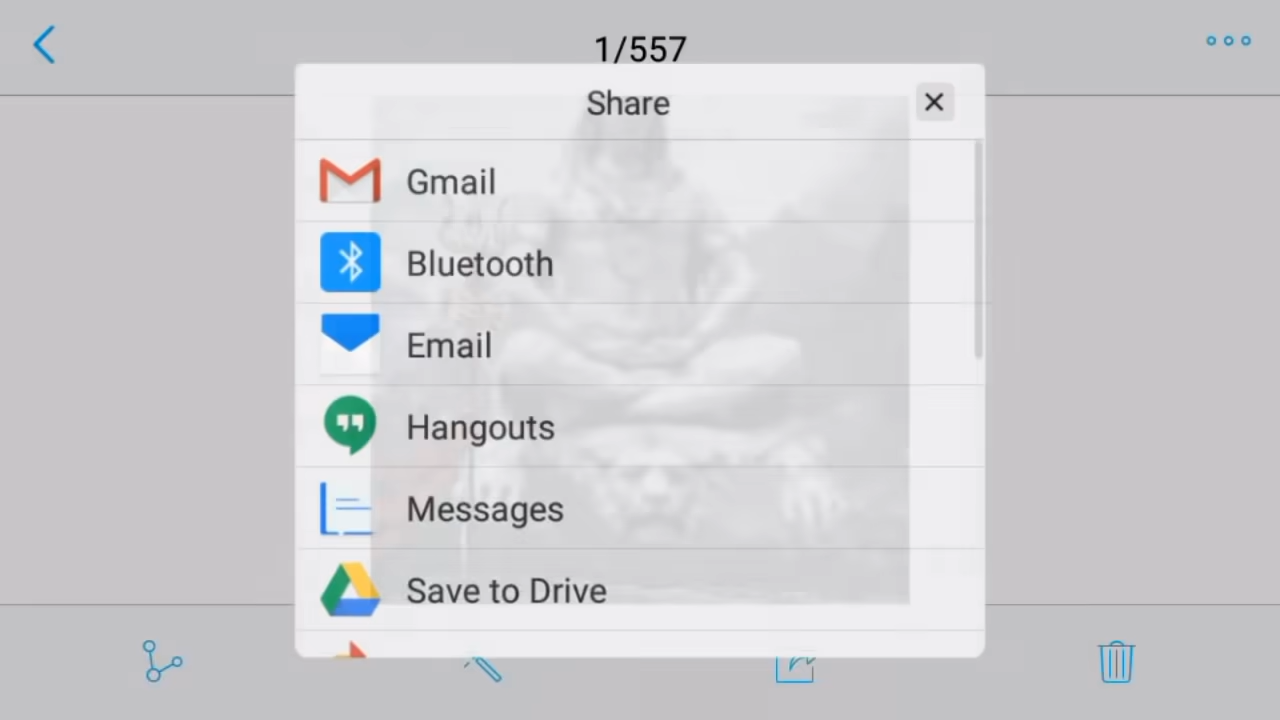 1/557
Share
Gmail
Bluetooth
Email
Hangouts
Messages
Save to Drive